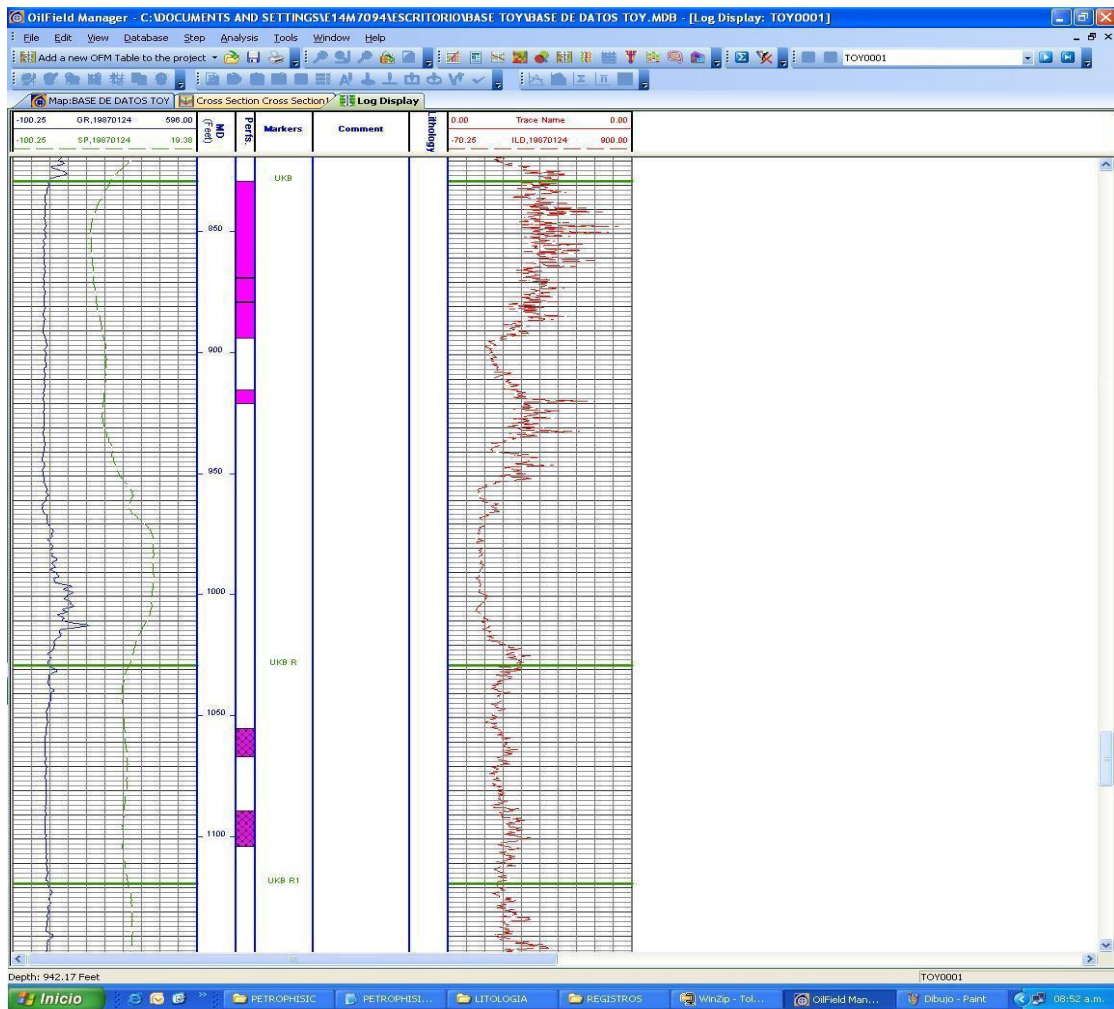 OilField Manager - C:\DOCUMENTS AND SETTINGS\E14M7094\ESCRITORIO\BASE TOY\BASE DE DATOS TOY.MDB - [Log Display: TOY0001]
File Edit View Database Step Analysis Tools Window Help
Add a new OFM Table to the project TOY0001
Map:BASE DE DATOS TOY Cross Section Cross Section1 Log Display
-100.25 GR,19870124 596.00 MD (Feet) Perfs. Markers Comment Lithology 0.00 Trace Name 0.00
-100.25 SP,19870124 19.38 -70.25 ILD,19870124 900.00
UKB
850
900
950
1000
UKB R
1050
1100
UKB R1
Depth: 942.17 Feet TOY0001
Inicio PETROPHISIC PETROPHISI... LITOLOGIA REGISTROS WinZip - Tol... OilField Man... Dibujo - Paint 08:52 a.m.